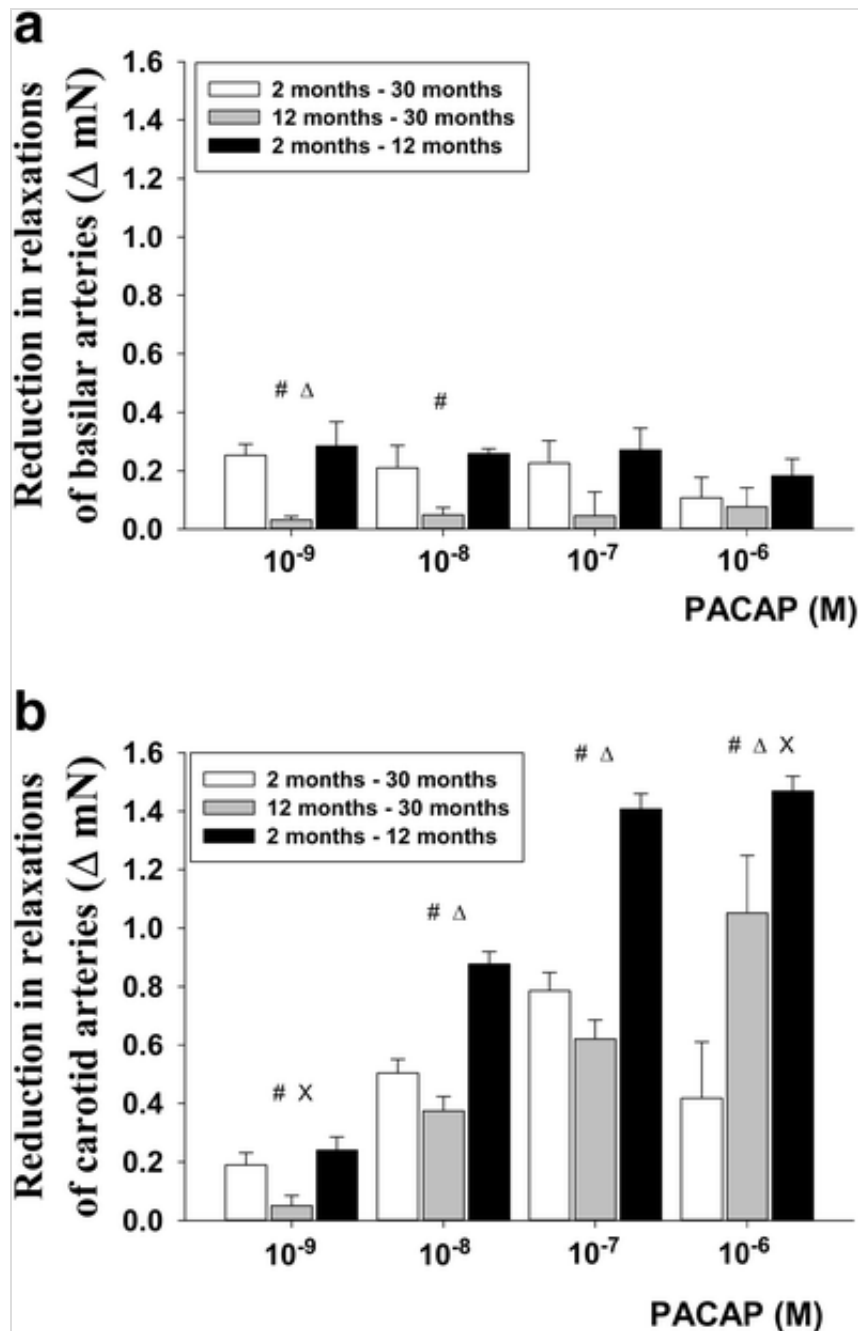 a
Reduction in relaxations
of basilar arteries (Δ mN)
1.6
1.4
1.2
1.0
0.8
0.6
0.4
0.2
0.0
2 months - 30 months
12 months - 30 months
2 months - 12 months
# Δ
#
10⁻⁹ 10⁻⁸ 10⁻⁷ 10⁻⁶
PACAP (M)
b
Reduction in relaxations
of carotid arteries (Δ mN)
1.6
1.4
1.2
1.0
0.8
0.6
0.4
0.2
0.0
2 months - 30 months
12 months - 30 months
2 months - 12 months
# X
# Δ
# Δ
# Δ X
10⁻⁹ 10⁻⁸ 10⁻⁷ 10⁻⁶
PACAP (M)